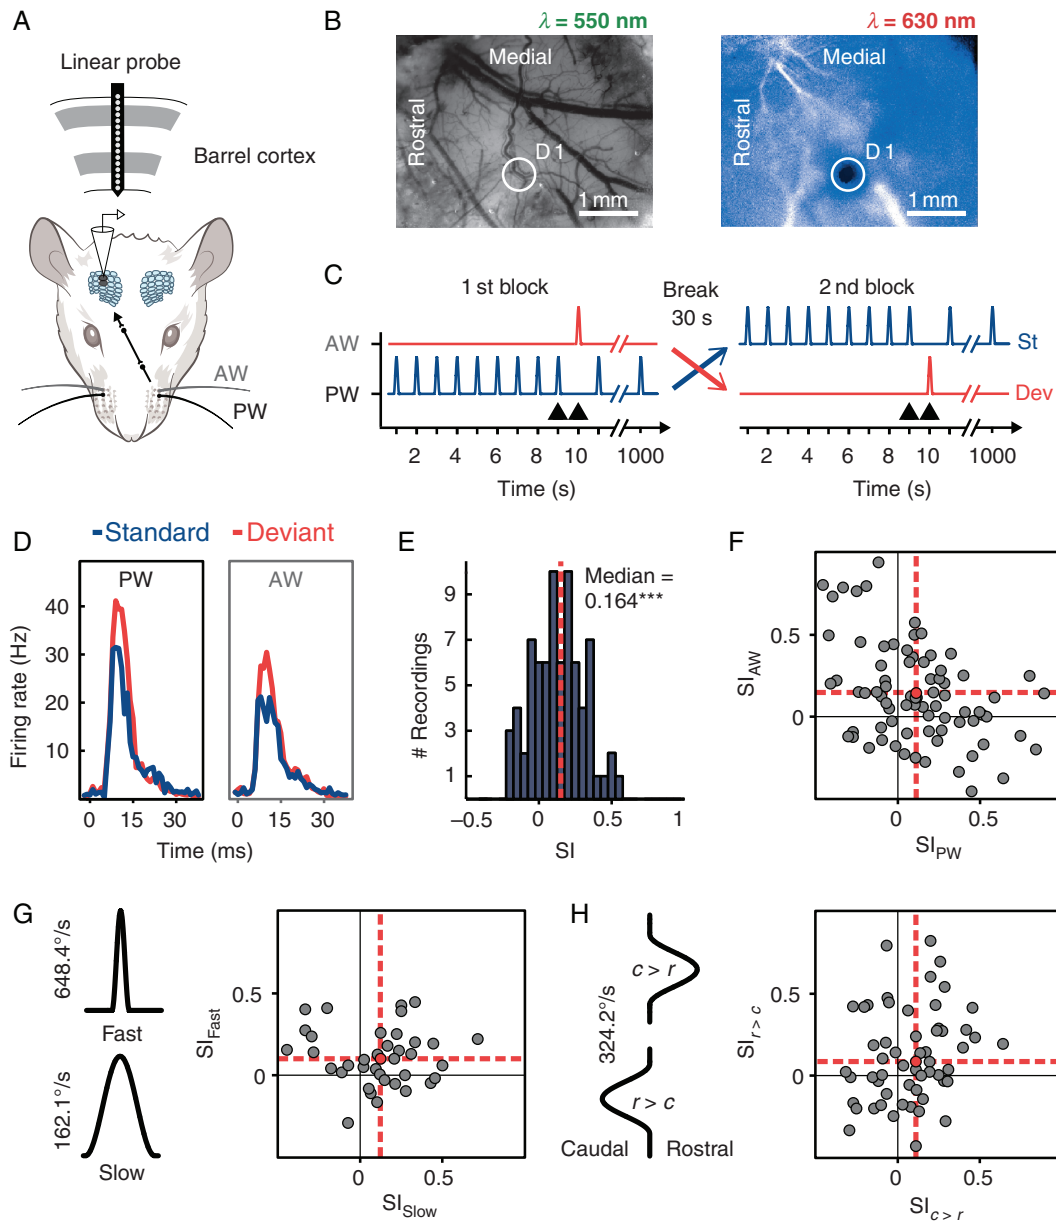 A
Linear probe
Barrel cortex
AW
PW
B
λ = 550 nm
λ = 630 nm
Medial
Rostral
D1
1 mm
Medial
Rostral
D1
1 mm
C
1st block
Break
30 s
2nd block
AW
PW
St
Dev
2 4 6 8 10 1000
Time (s)
2 4 6 8 10 1000
Time (s)
D
Standard Deviant
PW
AW
Firing rate (Hz)
40
30
20
10
0 15 30
0 15 30
Time (ms)
E
Median =
0.164***
# Recordings
9
7
5
3
1
–0.5 0 0.5 1
SI
F
SI_AW
0.5
0
0 0.5
SI_PW
G
648.4°/s
Fast
162.1°/s
Slow
SI_Fast
0.5
0
0 0.5
SI_Slow
H
324.2°/s
c > r
r > c
Caudal Rostral
SI_r > c
0.5
0
0 0.5
SI_c > r